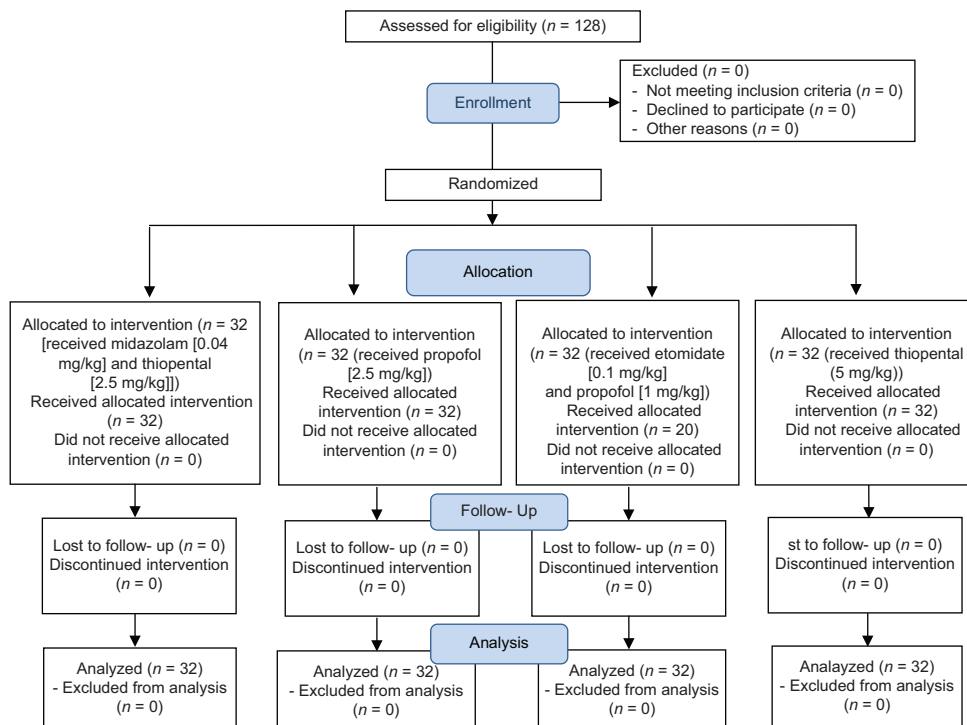 Assessed for eligibility (n = 128)
Excluded (n = 0)
- Not meeting inclusion criteria (n = 0)
- Declined to participate (n = 0)
- Other reasons (n = 0)
Enrollment
Randomized
Allocation
Allocated to intervention (n = 32
[received midazolam [0.04
mg/kg] and thiopental
[2.5 mg/kg]])
Received allocated intervention
(n = 32)
Did not receive allocated
intervention (n = 0)
Allocated to intervention
(n = 32 (received propofol
[2.5 mg/kg])
Received allocated
intervention (n = 32)
Did not receive allocated
intervention (n = 0)
Allocated to intervention
(n = 32 (received etomidate
[0.1 mg/kg]
and propofol [1 mg/kg])
Received allocated
intervention (n = 20)
Did not receive allocated
intervention (n = 0)
Allocated to intervention
(n = 32 (received thiopental
(5 mg/kg))
Received allocated
intervention (n = 32)
Did not receive allocated
intervention (n = 0)
Follow- Up
Lost to follow- up (n = 0)
Discontinued intervention
(n = 0)
Lost to follow- up (n = 0)
Discontinued intervention
(n = 0)
Lost to follow- up (n = 0)
Discontinued intervention
(n = 0)
st to follow- up (n = 0)
Discontinued intervention
(n = 0)
Analysis
Analyzed (n = 32)
- Excluded from analysis
(n = 0)
Analyzed (n = 32)
- Excluded from analysis
(n = 0)
Analyzed (n = 32)
- Excluded from analysis
(n = 0)
Analayzed (n = 32)
- Excluded from analysis
(n = 0)